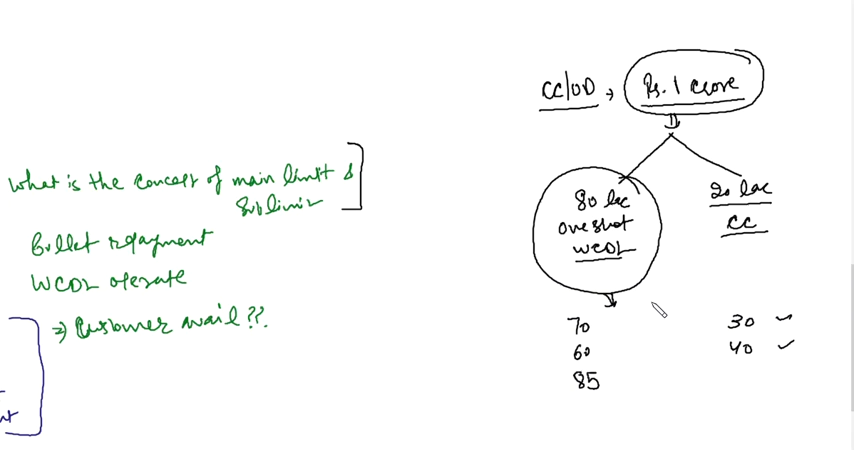 What is the concept of main limit &
Sublimit
Bullet repayment
WCDL operate
⇒ Customer avail??
nt
CC/OD → Rs. 1 crore
80 lac
one shot
WCDL
20 lac
CC
70
60
85
30 ✓
40 ✓